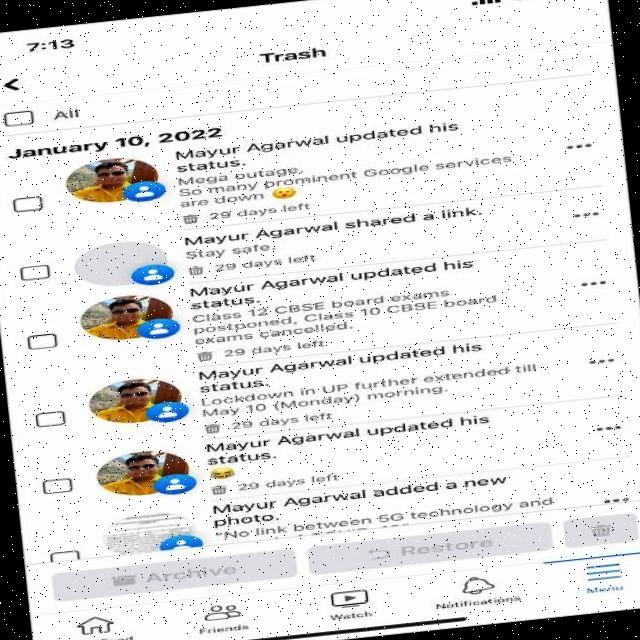 7:13
Trash
All
January 10, 2022
Mayur Agarwal updated his
status.
Mega outage.
So many prominent Google services
are down 😮
29 days left
Mayur Agarwal shared a link.
Stay safe.
29 days left
Mayur Agarwal updated his
status.
Class 12 CBSE board exams
postponed, Class 10 CBSE board
exams cancelled.
29 days left
Mayur Agarwal updated his
status.
Lockdown in UP further extended till
May 10 (Monday) morning.
29 days left
Mayur Agarwal updated his
status.
😂
29 days left
Mayur Agarwal added a new
photo.
"No link between 5G technology and
Archive
Restore
Friends
Watch
Notifications
Menu